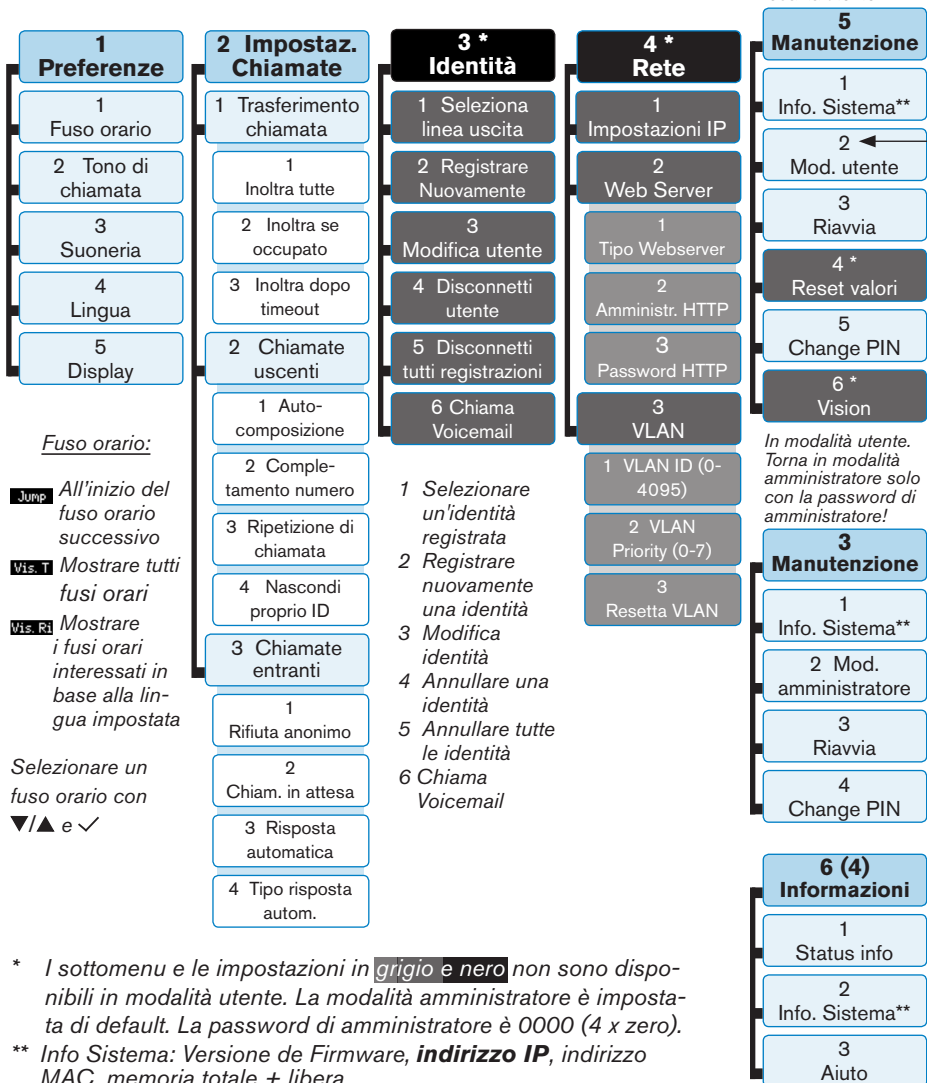 1
Preferenze
1
Fuso orario
2 Tono di
chiamata
3
Suoneria
4
Lingua
5
Display
Fuso orario:
Jump All'inizio del
fuso orario
successivo
Vis. T Mostrare tutti
fusi orari
Vis. Ri Mostrare
i fusi orari
interessati in
base alla lin-
gua impostata
Selezionare un
fuso orario con
▼/▲ e ✓
2 Impostaz.
Chiamate
1 Trasferimento
chiamata
1
Inoltra tutte
2 Inoltra se
occupato
3 Inoltra dopo
timeout
2 Chiamate
uscenti
1 Auto-
composizione
2 Comple-
tamento numero
3 Ripetizione di
chiamata
4 Nascondi
proprio ID
3 Chiamate
entranti
1
Rifiuta anonimo
2
Chiam. in attesa
3 Risposta
automatica
4 Tipo risposta
autom.
3 *
Identità
1 Seleziona
linea uscita
2 Registrare
Nuovamente
3
Modifica utente
4 Disconnetti
utente
5 Disconnetti
tutti registrazioni
6 Chiama
Voicemail
1 Selezionare
un'identità
registrata
2 Registrare
nuovamente
una identità
3 Modifica
identità
4 Annullare una
identità
5 Annullare tutte
le identità
6 Chiama
Voicemail
4 *
Rete
1
Impostazioni IP
2
Web Server
1
Tipo Webserver
2
Amministr. HTTP
3
Password HTTP
3
VLAN
1 VLAN ID (0-
4095)
2 VLAN
Priority (0-7)
3
Resetta VLAN
5
Manutenzione
1
Info. Sistema**
2
Mod. utente
3
Riavvia
4 *
Reset valori
5
Change PIN
6 *
Vision
In modalità utente.
Torna in modalità
amministratore solo
con la password di
amministratore!
3
Manutenzione
1
Info. Sistema**
2 Mod.
amministratore
3
Riavvia
4
Change PIN
6 (4)
Informazioni
1
Status info
2
Info. Sistema**
3
Aiuto
* I sottomenu e le impostazioni in grigio e nero non sono dispo-
nibili in modalità utente. La modalità amministratore è imposta-
ta di default. La password di amministratore è 0000 (4 x zero).
** Info Sistema: Versione de Firmware, indirizzo IP, indirizzo
MAC, memoria totale + libera